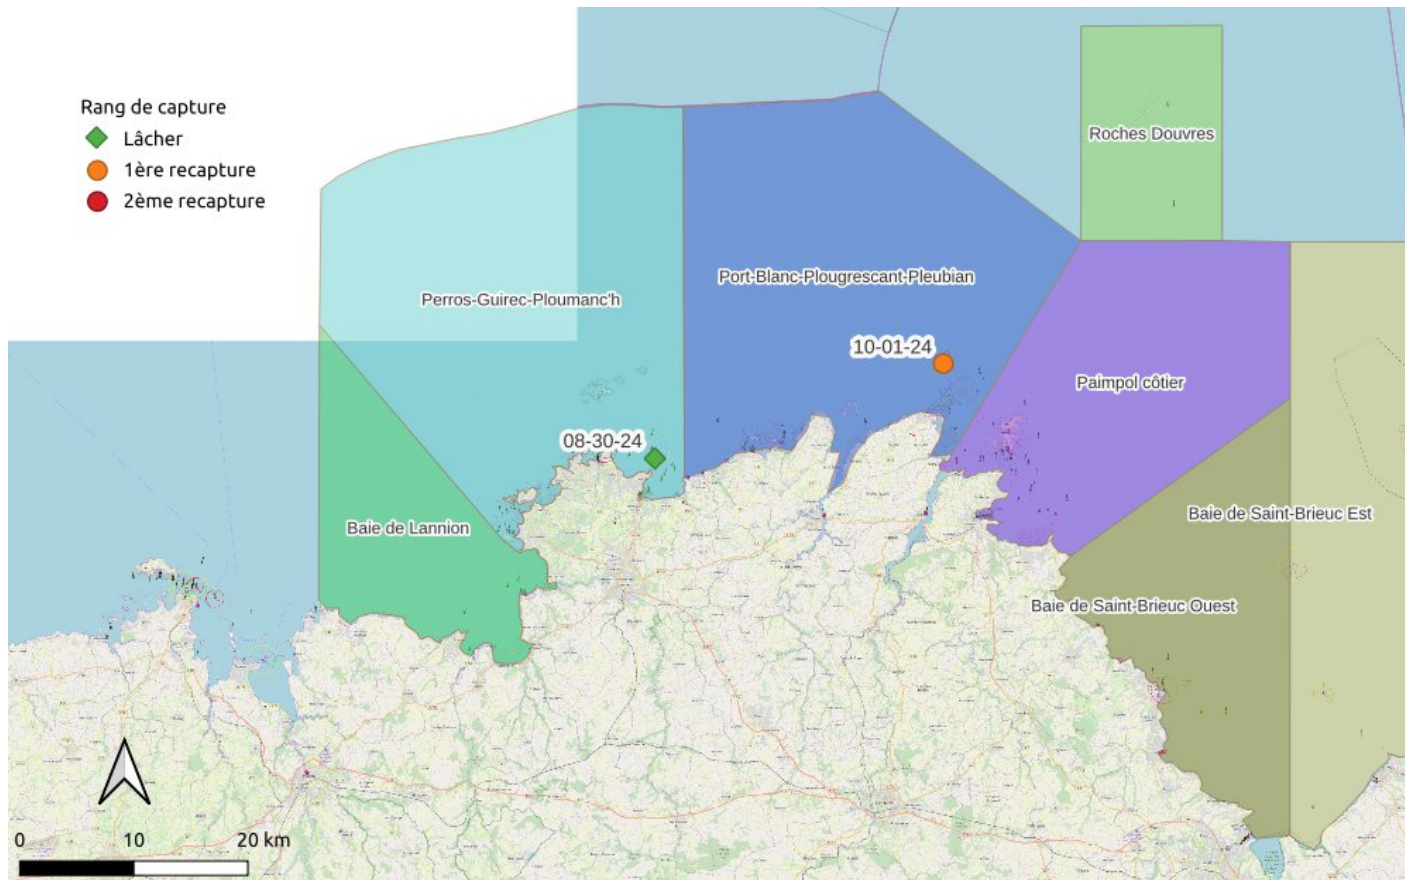 Rang de capture
Lâcher
1ère recapture
2ème recapture
Roches Douvres
Port-Blanc-Plougrescant-Pleubian
Perros-Guirec-Ploumanc'h
10-01-24
Paimpol côtier
08-30-24
Baie de Saint-Brieuc Est
Baie de Lannion
Baie de Saint-Brieuc Ouest
0 10 20 km